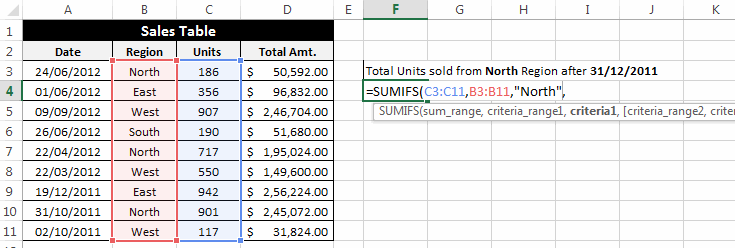 A B C D E F G H I J K
1 Sales Table
2 Date Region Units Total Amt.
3 24/06/2012 North 186 $ 50,592.00 Total Units sold from North Region after 31/12/2011
4 01/06/2012 East 356 $ 96,832.00 =SUMIFS(C3:C11,B3:B11,"North",
5 09/09/2012 West 907 $ 2,46,704.00 SUMIFS(sum_range, criteria_range1, criteria1, [criteria_range2, crite
6 26/06/2012 South 190 $ 51,680.00
7 22/04/2012 North 717 $ 1,95,024.00
8 22/03/2012 West 550 $ 1,49,600.00
9 19/12/2011 East 942 $ 2,56,224.00
10 31/10/2011 North 901 $ 2,45,072.00
11 02/10/2011 West 117 $ 31,824.00